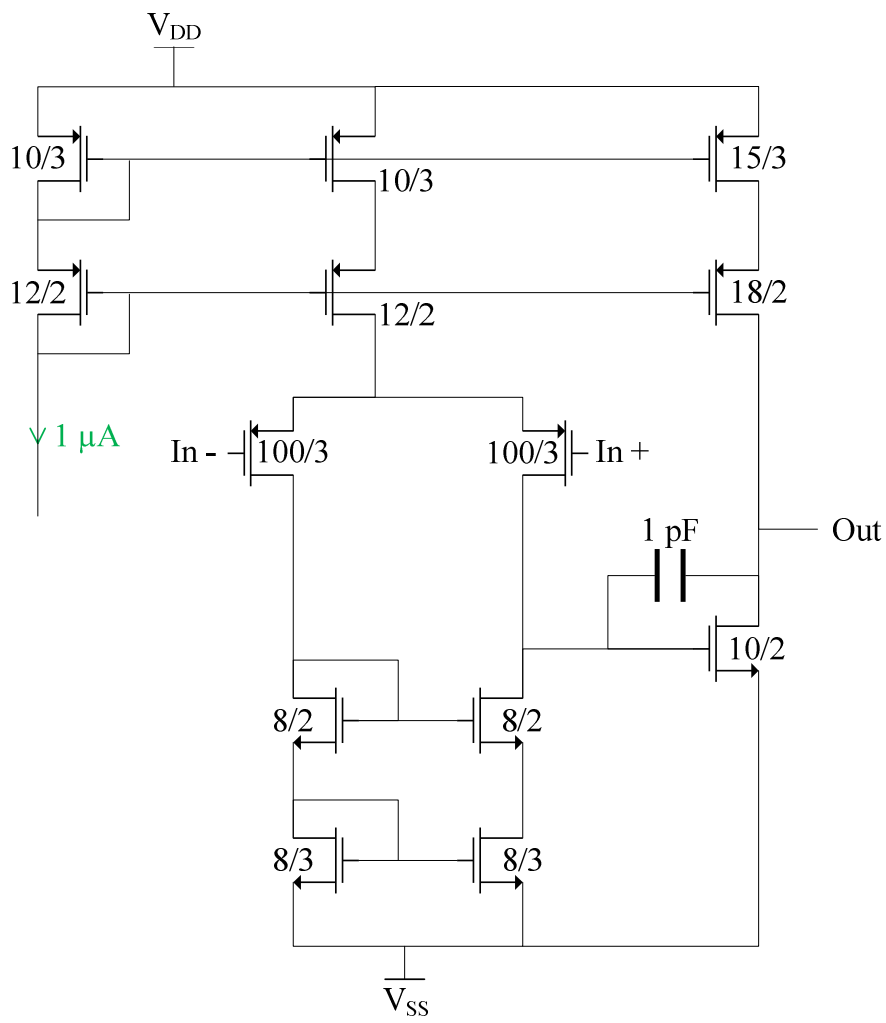 V_DD
10/3
10/3
15/3
12/2
12/2
18/2
1 μA
In -
100/3
100/3
In +
1 pF
Out
10/2
8/2
8/2
8/3
8/3
V_SS